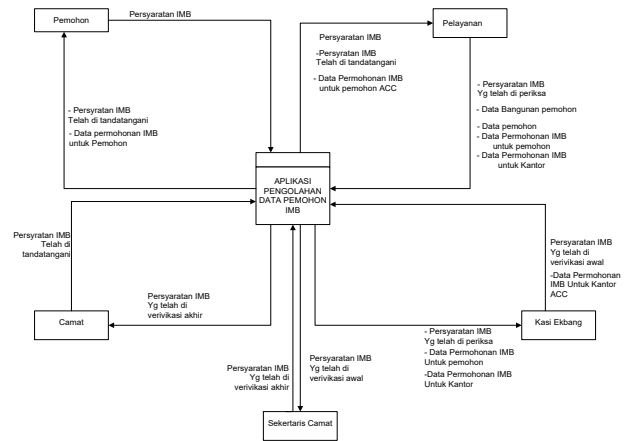 Pemohon
Persyaratan IMB
Persyaratan IMB
-Persyratan IMB
Telah di tandatangani
- Data Permohonan IMB
untuk pemohon ACC
Pelayanan
- Persyratan IMB
Telah di tandatangani
- Data permohonan IMB
untuk Pemohon
- Persyaratan IMB
Yg telah di periksa
- Data Bangunan pemohon
- Data pemohon
- Data Permohonan IMB
untuk pemohon
- Data Permohonan IMB
untuk Kantor
APLIKASI
PENGOLAHAN
DATA PEMOHON
IMB
Persyratan IMB
Telah di
tandatangani
Persyaratan IMB
Yg telah di
verivikasi awal
-Data Permohonan
IMB Untuk Kantor
ACC
Camat
Persyaratan IMB
Yg telah di
verivikasi akhir
- Persyaratan IMB
Yg telah di periksa
- Data Permohonan IMB
Untuk pemohon
-Data Permohonan IMB
Untuk Kantor
Kasi Ekbang
Persyaratan IMB
Yg telah di
verivikasi akhir
Persyaratan IMB
Yg telah di
verivikasi awal
Sekertaris Camat